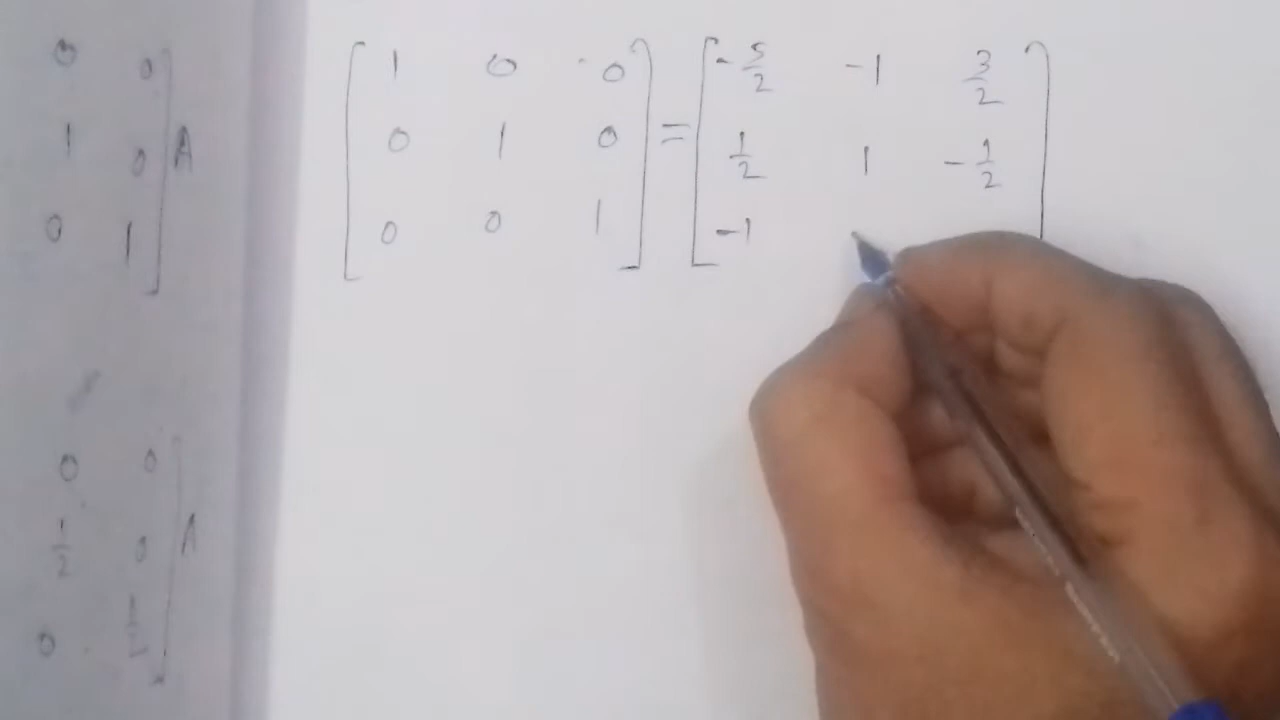 0 0
1 0 A
0 1
1 0 0 = -5/2 -1 3/2
0 1 0 1/2 1 -1/2
0 0 1 -1
0 0
1/2 0 A
0 1/2